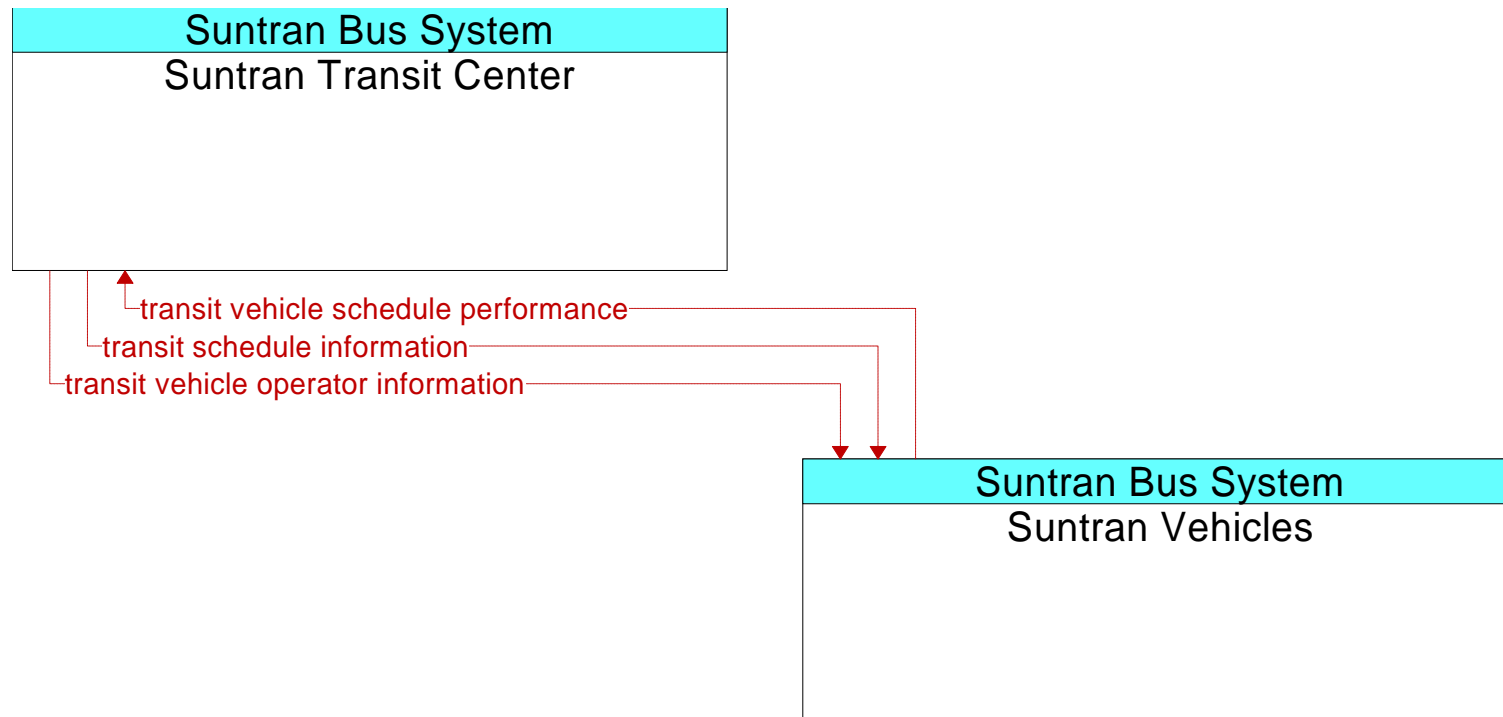 Suntran Bus System
Suntran Transit Center
transit vehicle schedule performance
transit schedule information
transit vehicle operator information
Suntran Bus System
Suntran Vehicles